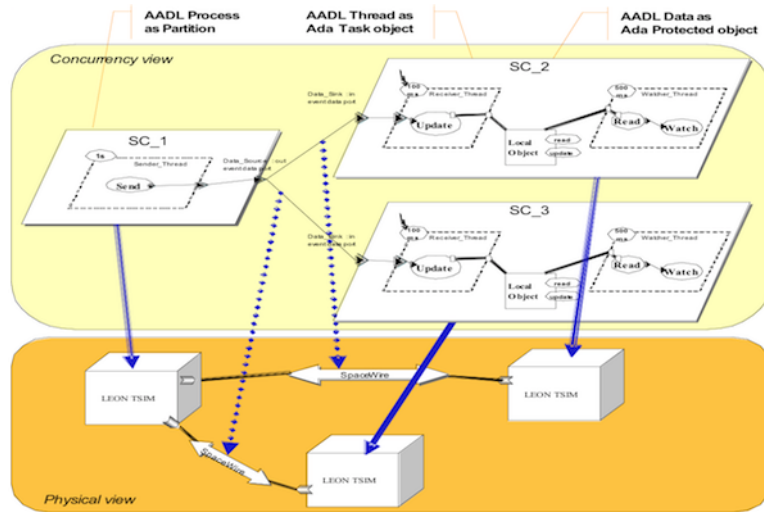 AADL Process
as Partition
AADL Thread as
Ada Task object
AADL Data as
Ada Protected object
Concurrency view
SC_2
Data_Sink : in
event data port
100
ms
Receiver_Thread
Update
Local
Object
read
update
500
ms
Watcher_Thread
Read
Watch
SC_1
1s
Sender_Thread
Send
Data_Source : out
event data port
SC_3
Data_Sink : in
event data port
100
ms
Receiver_Thread
Update
Local
Object
read
update
500
ms
Watcher_Thread
Read
Watch
LEON TSIM
SpaceWire
LEON TSIM
SpaceWire
LEON TSIM
Physical view